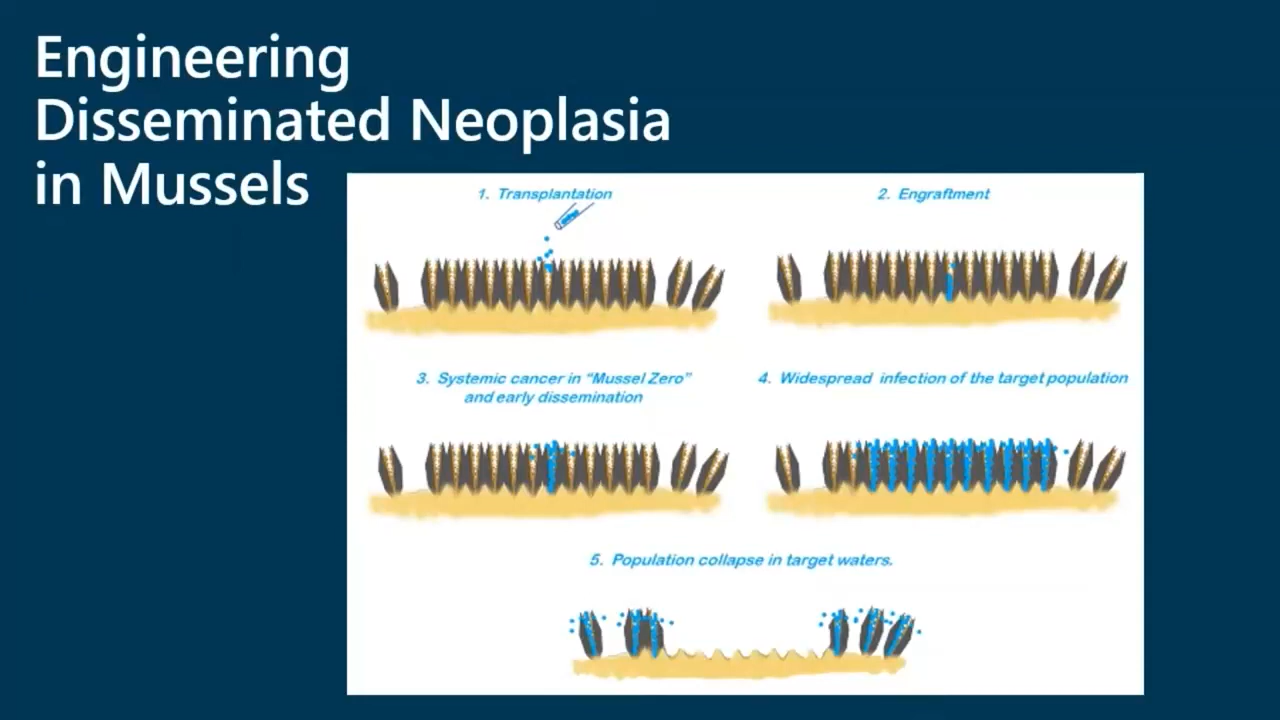 Engineering
Disseminated Neoplasia
in Mussels
1. Transplantation
2. Engraftment
3. Systemic cancer in “Mussel Zero”
and early dissemination
4. Widespread infection of the target population
5. Population collapse in target waters.